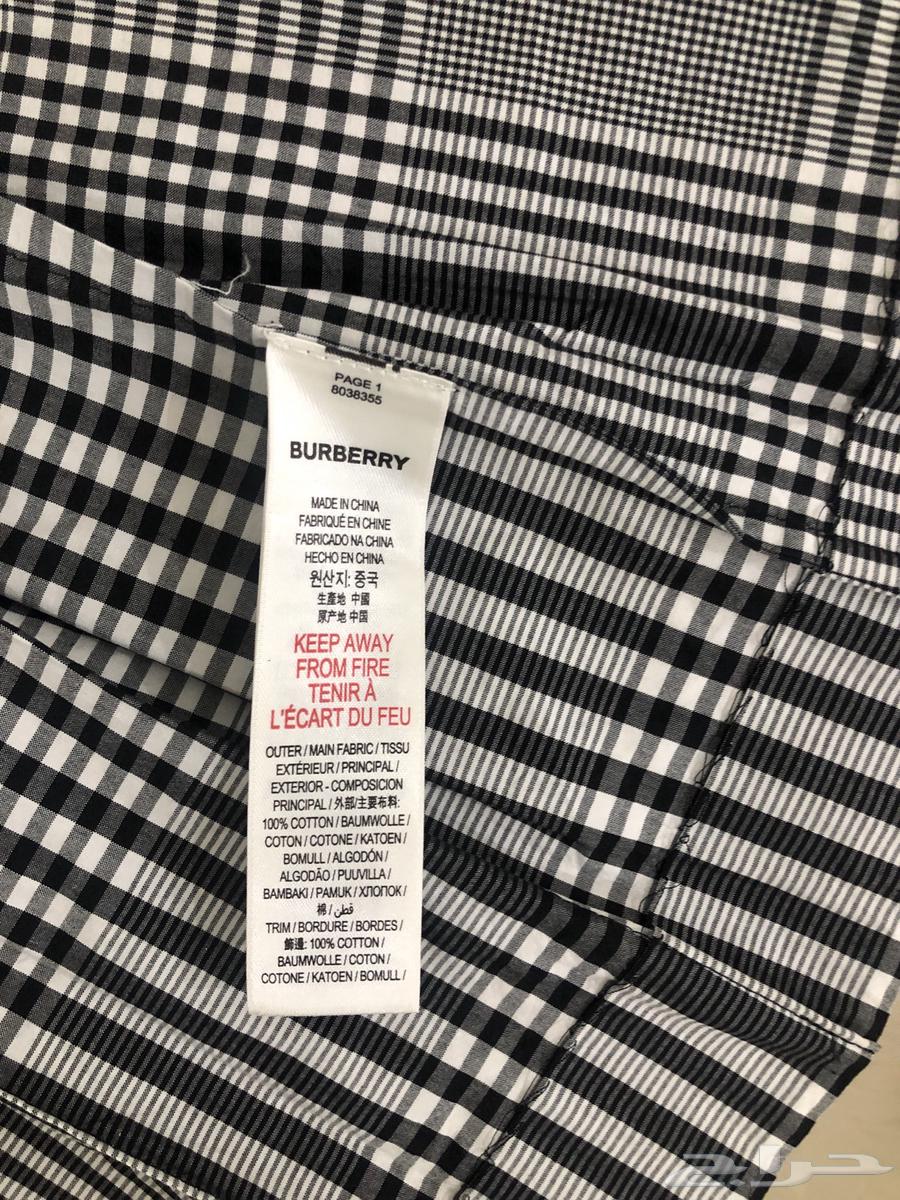 PAGE 1
8038355
BURBERRY
MADE IN CHINA
FABRIQUÉ EN CHINE
FABRICADO NA CHINA
HECHO EN CHINA
원산지: 중국
生產地 中國
原产地 中国
KEEP AWAY
FROM FIRE
TENIR À
L'ÉCART DU FEU
OUTER / MAIN FABRIC / TISSU
EXTÉRIEUR / PRINCIPAL /
EXTERIOR - COMPOSICION
PRINCIPAL / 外部/主要布料:
100% COTTON / BAUMWOLLE /
COTON / COTONE / KATOEN /
BOMULL / ALGODÓN /
ALGODÃO / PUUVILLA /
BAMBAKI / PAMUK / ХЛОПОК /
棉 / قطن
TRIM / BORDURE / BORDES /
飾邊: 100% COTTON /
BAUMWOLLE / COTON /
COTONE / KATOEN / BOMULL /
حراج